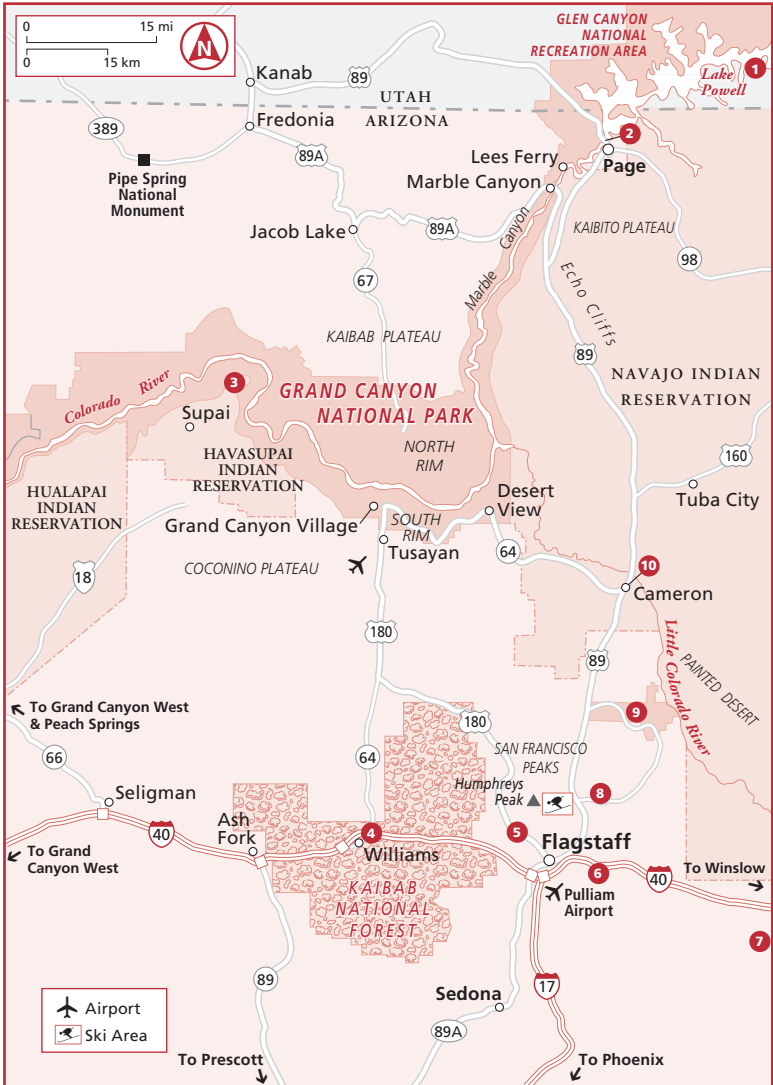 0
15 mi
0
15 km
N
GLEN CANYON
NATIONAL
RECREATION AREA
1
Lake
Powell
Kanab
89
UTAH
ARIZONA
Fredonia
389
89A
2
Page
Lees Ferry
Marble Canyon
Pipe Spring
National
Monument
Jacob Lake
89A
KAIBITO PLATEAU
98
67
Marble Canyon
Echo Cliffs
89
KAIBAB PLATEAU
NAVAJO INDIAN
RESERVATION
Colorado River
3
GRAND CANYON
NATIONAL PARK
Supai
NORTH
RIM
HAVASUPAI
INDIAN
RESERVATION
160
HUALAPAI
INDIAN
RESERVATION
Tuba City
Desert
View
Grand Canyon Village
SOUTH
RIM
Tusayan
64
18
COCONINO PLATEAU
10
Cameron
180
Little Colorado River
PAINTED DESERT
89
To Grand Canyon West
& Peach Springs
9
180
66
64
SAN FRANCISCO
PEAKS
Humphreys
Peak
8
Seligman
40
Ash
Fork
4
Williams
5
Flagstaff
To Grand
Canyon West
6
40
To Winslow
KAIBAB
NATIONAL
FOREST
Pulliam
Airport
7
89
17
Sedona
Airport
Ski Area
89A
To Prescott
To Phoenix